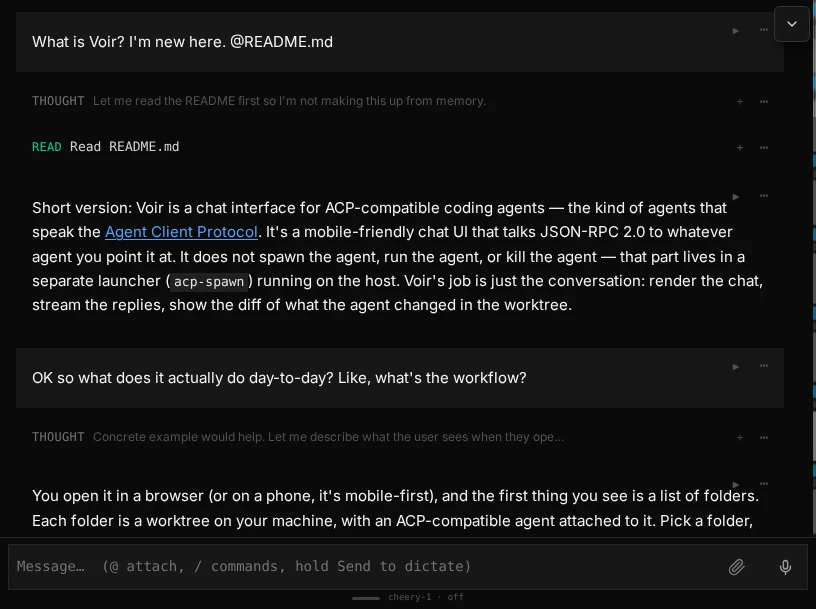 What is Voir? I'm new here. @README.md
THOUGHT Let me read the README first so I'm not making this up from memory.
READ Read README.md
Short version: Voir is a chat interface for ACP-compatible coding agents — the kind of agents that
speak the Agent Client Protocol. It's a mobile-friendly chat UI that talks JSON-RPC 2.0 to whatever
agent you point it at. It does not spawn the agent, run the agent, or kill the agent — that part lives in a
separate launcher (acp-spawn) running on the host. Voir's job is just the conversation: render the chat,
stream the replies, show the diff of what the agent changed in the worktree.
OK so what does it actually do day-to-day? Like, what's the workflow?
THOUGHT Concrete example would help. Let me describe what the user sees when they ope…
You open it in a browser (or on a phone, it's mobile-first), and the first thing you see is a list of folders.
Each folder is a worktree on your machine, with an ACP-compatible agent attached to it. Pick a folder,
Message… (@ attach, / commands, hold Send to dictate)
cheery-1 · off